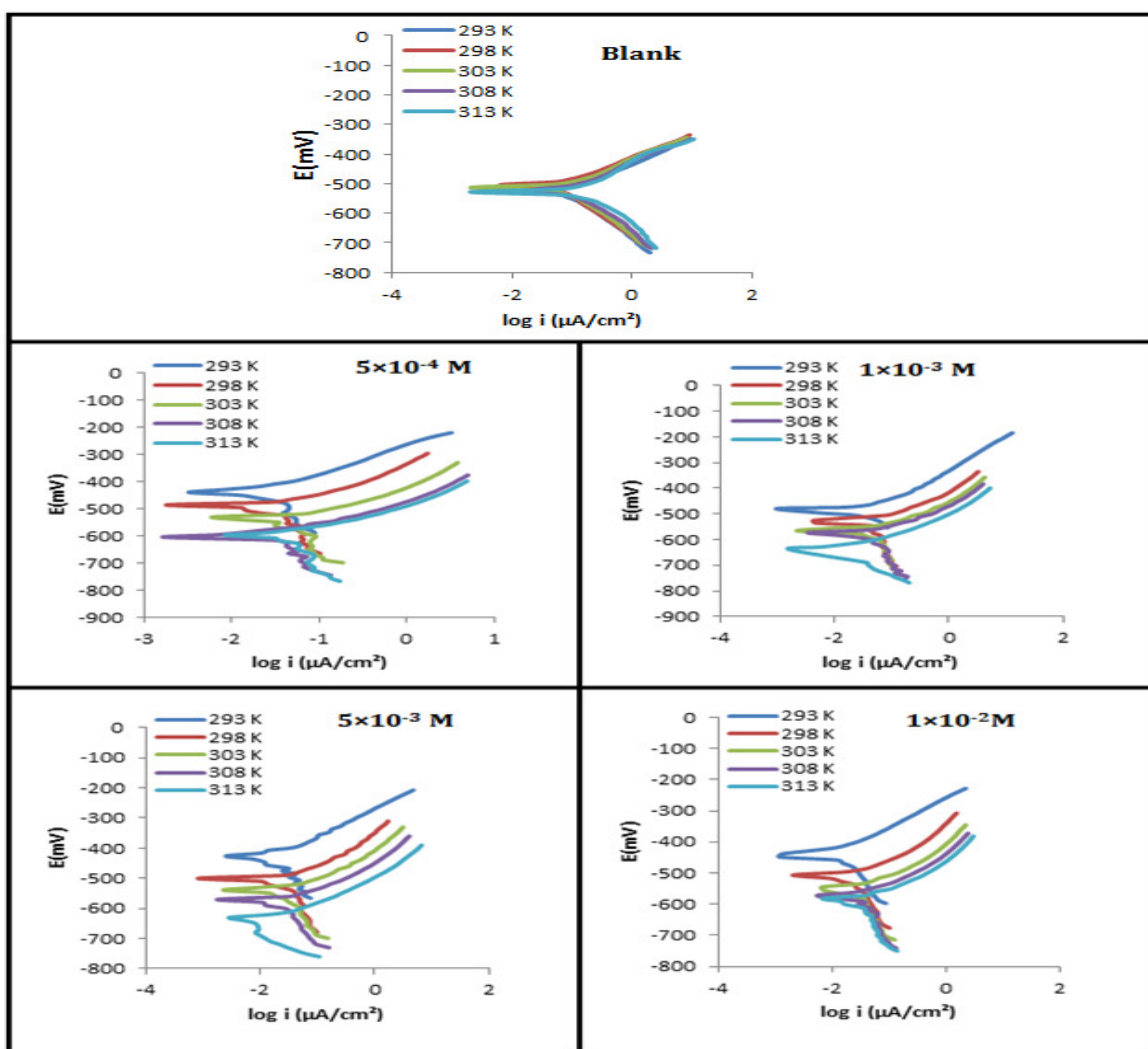 Blank
293 K
298 K
303 K
308 K
313 K
0
-100
-200
-300
-400
-500
-600
-700
-800
E(mV)
-4 -2 0 2
log i (µA/cm²)
5×10⁻⁴ M
293 K
298 K
303 K
308 K
313 K
0
-100
-200
-300
-400
-500
-600
-700
-800
-900
E(mV)
-3 -2 -1 0 1
log i (µA/cm²)
1×10⁻³ M
293 K
298 K
303 K
308 K
313 K
0
-100
-200
-300
-400
-500
-600
-700
-800
-900
E(mV)
-4 -2 0 2
log i (µA/cm²)
5×10⁻³ M
293 K
298 K
303 K
308 K
313 K
0
-100
-200
-300
-400
-500
-600
-700
-800
E(mV)
-4 -2 0 2
log i (µA/cm²)
1×10⁻²M
293 K
298 K
303 K
308 K
313 K
0
-100
-200
-300
-400
-500
-600
-700
-800
E(mV)
-4 -2 0 2
log i (µA/cm²)